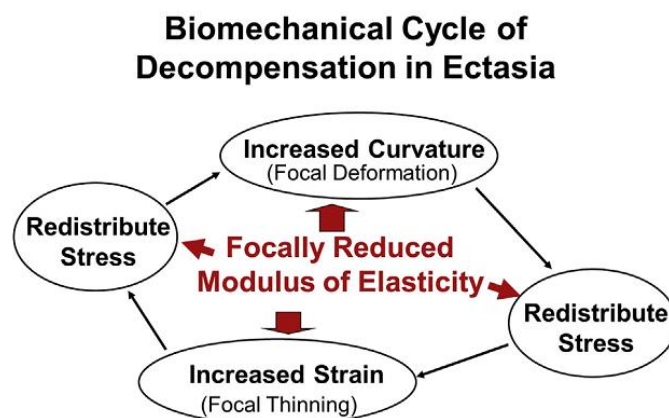 Biomechanical Cycle of
Decompensation in Ectasia
Increased Curvature
(Focal Deformation)
Redistribute
Stress
Focally Reduced
Modulus of Elasticity
Redistribute
Stress
Increased Strain
(Focal Thinning)